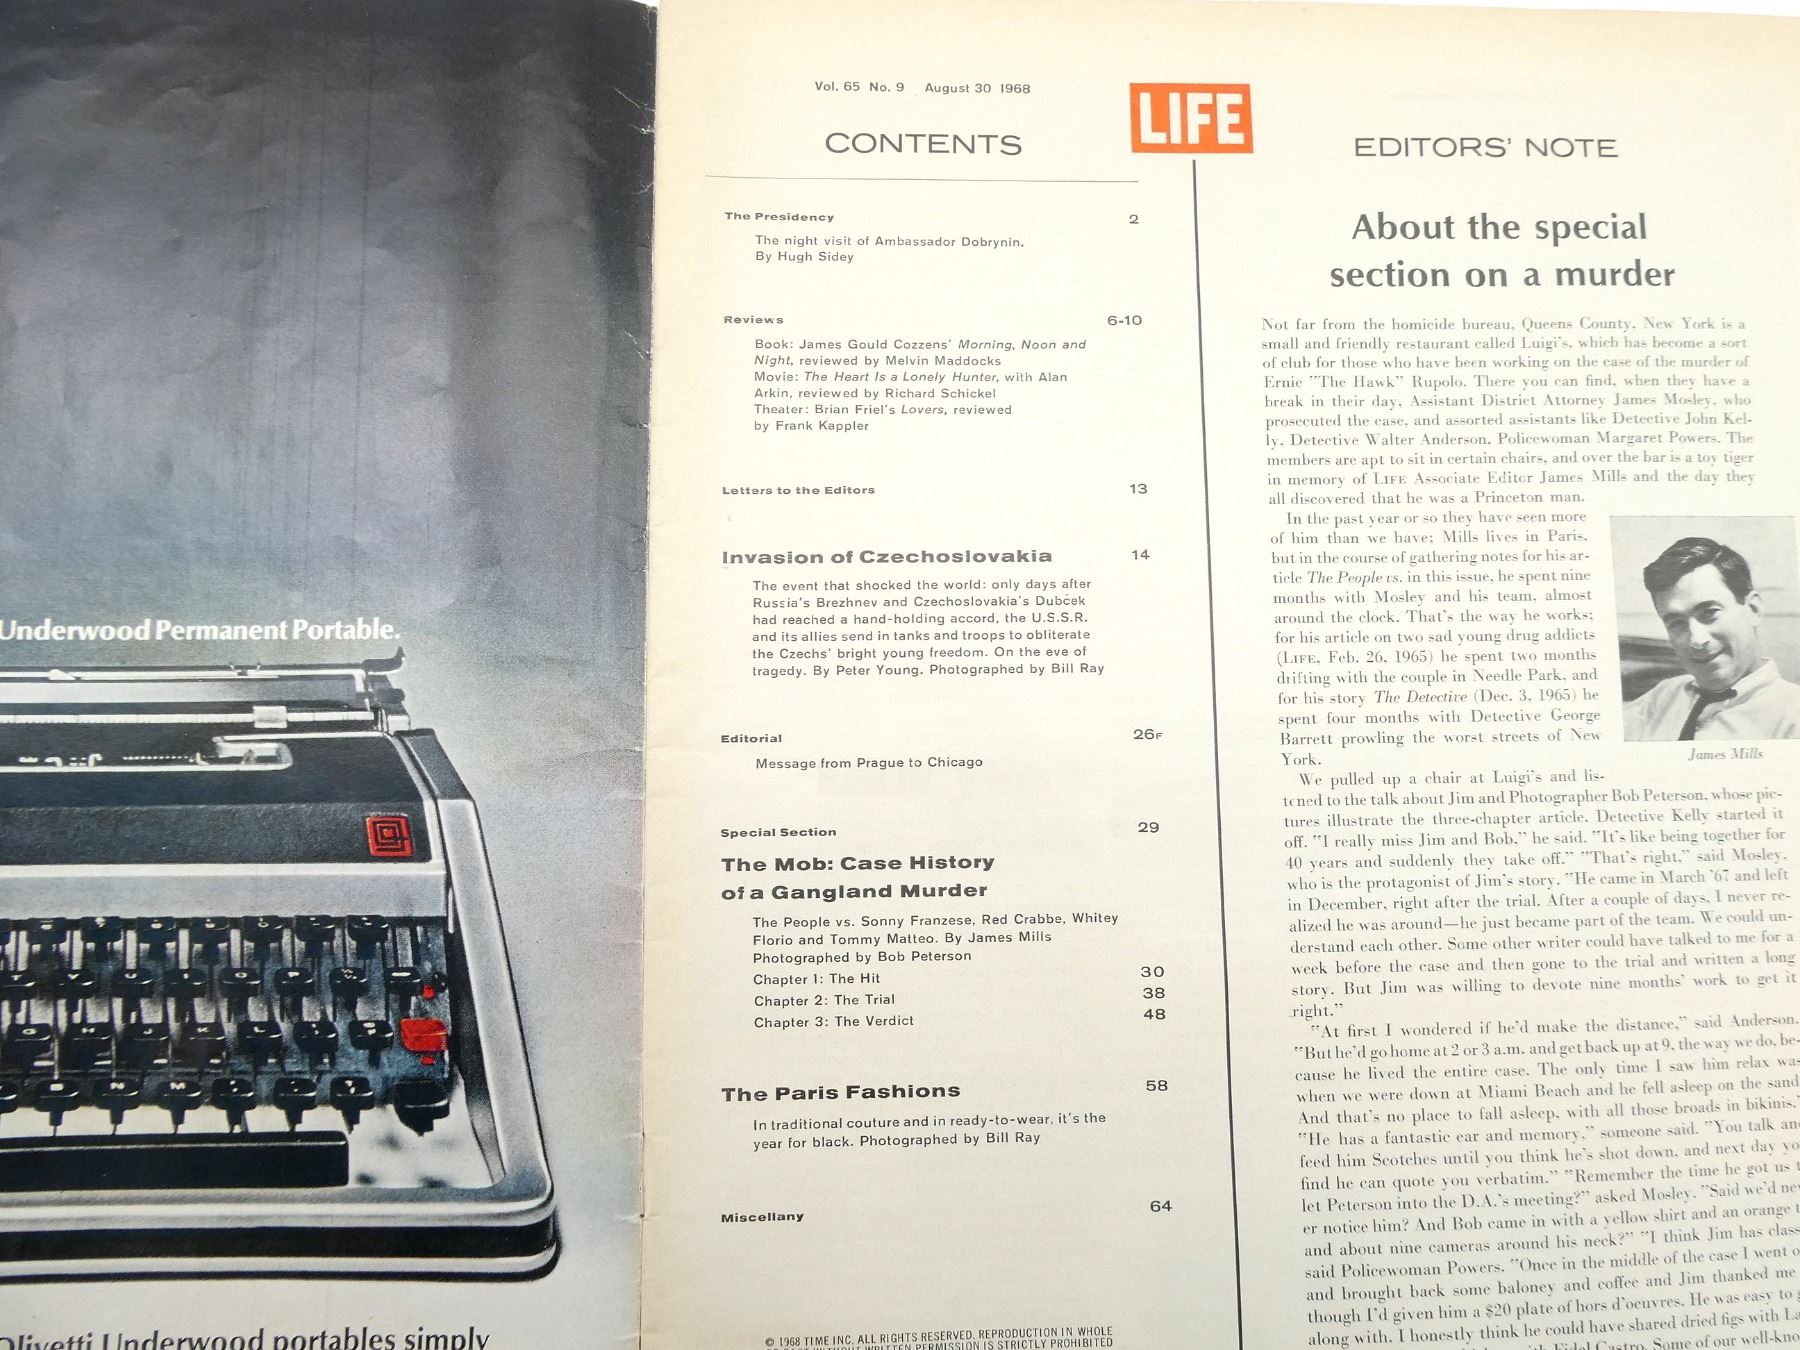 Underwood Permanent Portable.
Olivetti Underwood portables simply
Vol. 65 No. 9 August 30 1968
LIFE
CONTENTS
The Presidency 2
The night visit of Ambassador Dobrynin.
By Hugh Sidey
Reviews 6-10
Book: James Gould Cozzens' Morning, Noon and
Night, reviewed by Melvin Maddocks
Movie: The Heart Is a Lonely Hunter, with Alan
Arkin, reviewed by Richard Schickel
Theater: Brian Friel's Lovers, reviewed
by Frank Kappler
Letters to the Editors 13
Invasion of Czechoslovakia 14
The event that shocked the world: only days after
Russia's Brezhnev and Czechoslovakia's Dubček
had reached a hand-holding accord, the U.S.S.R.
and its allies send in tanks and troops to obliterate
the Czechs' bright young freedom. On the eve of
tragedy. By Peter Young. Photographed by Bill Ray
Editorial 26F
Message from Prague to Chicago
Special Section 29
The Mob: Case History
of a Gangland Murder
The People vs. Sonny Franzese, Red Crabbe, Whitey
Florio and Tommy Matteo. By James Mills
Photographed by Bob Peterson
Chapter 1: The Hit 30
Chapter 2: The Trial 38
Chapter 3: The Verdict 48
The Paris Fashions 58
In traditional couture and in ready-to-wear, it's the
year for black. Photographed by Bill Ray
Miscellany 64
© 1968 TIME INC. ALL RIGHTS RESERVED. REPRODUCTION IN WHOLE
OR PART WITHOUT WRITTEN PERMISSION IS STRICTLY PROHIBITED
EDITORS' NOTE
About the special
section on a murder
Not far from the homicide bureau, Queens County, New York is a
small and friendly restaurant called Luigi's, which has become a sort
of club for those who have been working on the case of the murder of
Ernie "The Hawk" Rupolo. There you can find, when they have a
break in their day, Assistant District Attorney James Mosley, who
prosecuted the case, and assorted assistants like Detective John Kel-
ly, Detective Walter Anderson, Policewoman Margaret Powers. The
members are apt to sit in certain chairs, and over the bar is a toy tiger
in memory of LIFE Associate Editor James Mills and the day they
all discovered that he was a Princeton man.
In the past year or so they have seen more
of him than we have; Mills lives in Paris,
but in the course of gathering notes for his ar-
ticle The People vs. in this issue, he spent nine
months with Mosley and his team, almost
around the clock. That's the way he works;
for his article on two sad young drug addicts
(LIFE, Feb. 26, 1965) he spent two months
drifting with the couple in Needle Park, and
for his story The Detective (Dec. 3, 1965) he
spent four months with Detective George
Barrett prowling the worst streets of New
York.
James Mills
We pulled up a chair at Luigi's and lis-
tened to the talk about Jim and Photographer Bob Peterson, whose pic-
tures illustrate the three-chapter article. Detective Kelly started it
off. "I really miss Jim and Bob," he said. "It's like being together for
40 years and suddenly they take off." "That's right," said Mosley,
who is the protagonist of Jim's story. "He came in March '67 and left
in December, right after the trial. After a couple of days, I never re-
alized he was around—he just became part of the team. We could un-
derstand each other. Some other writer could have talked to me for a
week before the case and then gone to the trial and written a long
story. But Jim was willing to devote nine months' work to get it
right."
"At first I wondered if he'd make the distance," said Anderson.
"But he'd go home at 2 or 3 a.m. and get back up at 9, the way we do, be-
cause he lived the entire case. The only time I saw him relax was
when we were down at Miami Beach and he fell asleep on the sand.
And that's no place to fall asleep, with all those broads in bikinis."
"He has a fantastic ear and memory," someone said. "You talk and
feed him Scotches until you think he's shot down, and next day yo
find he can quote you verbatim." "Remember the time he got us t
let Peterson into the D.A.'s meeting?" asked Mosley. "Said we'd nev
er notice him? And Bob came in with a yellow shirt and an orange t
and about nine cameras around his neck?" "I think Jim has class
said Policewoman Powers. "Once in the middle of the case I went o
and brought back some baloney and coffee and Jim thanked me
though I'd given him a $20 plate of hors d'oeuvres. He was easy to g
along with. I honestly think he could have shared dried figs with La
with Fidel Castro. Some of our well-kno